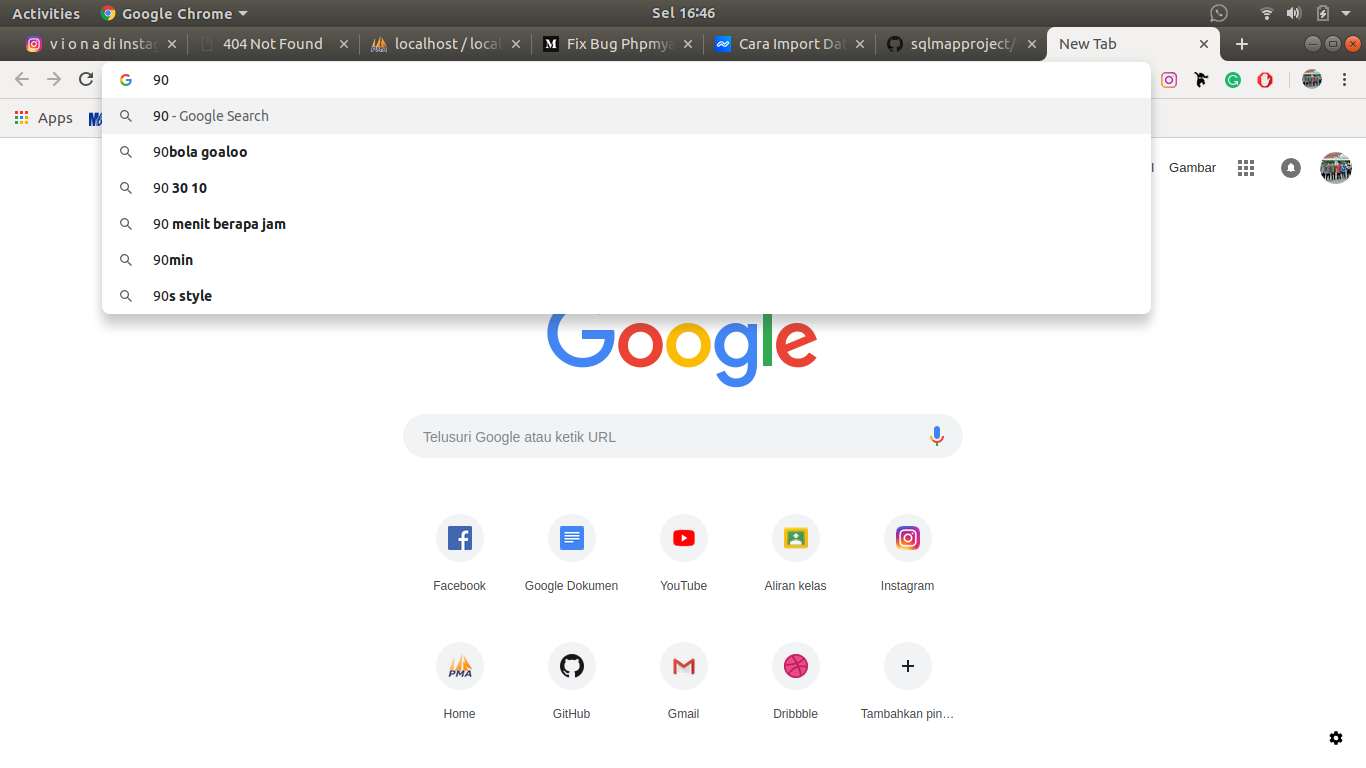 Activities Google Chrome Sel 16:46
v i o n a di Instag 404 Not Found localhost / local Fix Bug Phpmya Cara Import Dat sqlmapproject/s New Tab
90
Apps
90 - Google Search
90bola goaloo
Gambar
90 30 10
90 menit berapa jam
90min
90s style
Google
Telusuri Google atau ketik URL
Facebook Google Dokumen YouTube Aliran kelas Instagram
PMA
Home GitHub Gmail Dribbble Tambahkan pin…